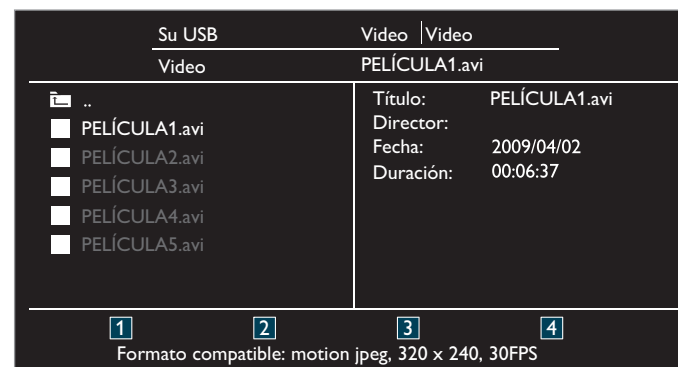 Su USB Video Video
Video PELÍCULA1.avi
..
PELÍCULA1.avi
PELÍCULA2.avi
PELÍCULA3.avi
PELÍCULA4.avi
PELÍCULA5.avi
Título: PELÍCULA1.avi
Director:
Fecha: 2009/04/02
Duración: 00:06:37
1 2 3 4
Formato compatible: motion jpeg, 320 x 240, 30FPS